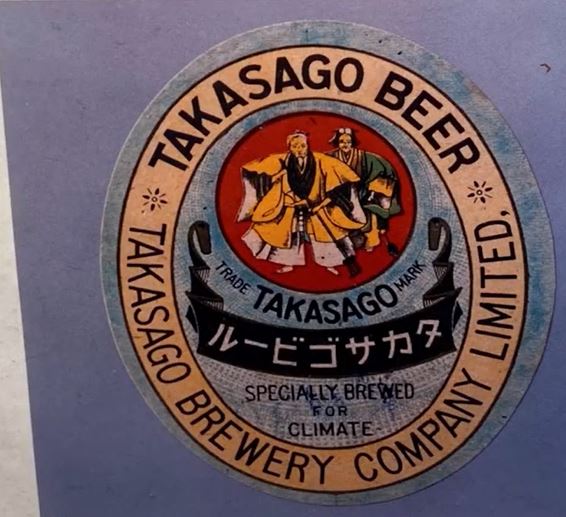 TAKASAGO BEER
TAKASAGO BREWERY COMPANY LIMITED,
TRADE MARK
TAKASAGO
タカサゴビール
SPECIALLY BREWED
FOR
CLIMATE